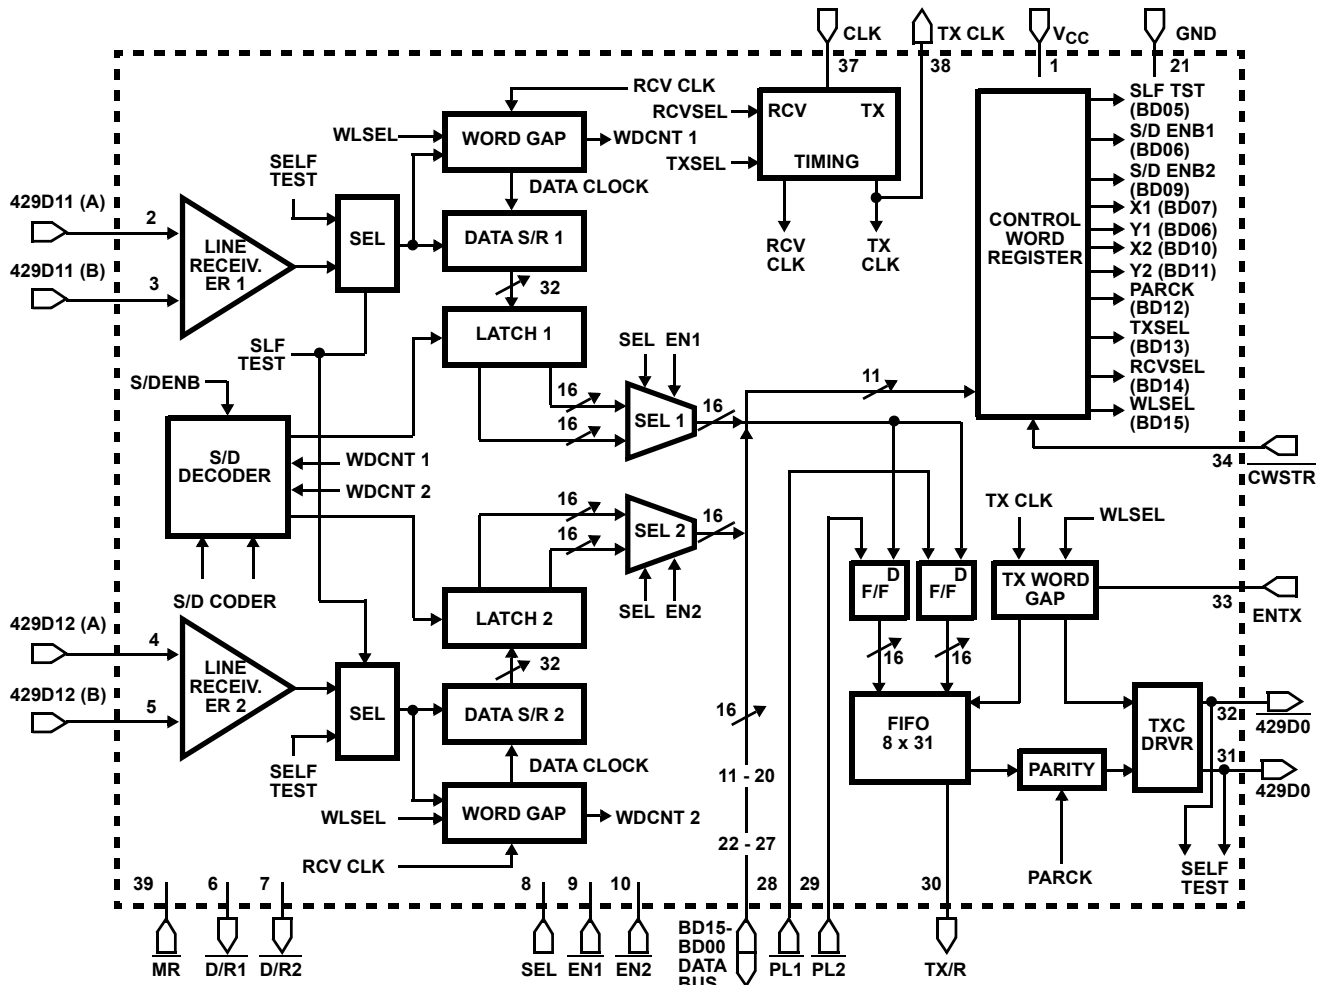 CLK
TX CLK
VCC
GND
37
38
1
21
RCV CLK
RCVSEL
TXSEL
RCV TX
TIMING
RCV
CLK
TX
CLK
CONTROL
WORD
REGISTER
SLF TST
(BD05)
S/D ENB1
(BD06)
S/D ENB2
(BD09)
X1 (BD07)
Y1 (BD06)
X2 (BD10)
Y2 (BD11)
PARCK
(BD12)
TXSEL
(BD13)
RCVSEL
(BD14)
WLSEL
(BD15)
34
CWSTR
WLSEL
WORD GAP
WDCNT 1
SELF
TEST
DATA CLOCK
429D11 (A)
2
429D11 (B)
3
LINE
RECEIV.
ER 1
SEL
DATA S/R 1
32
LATCH 1
SLF
TEST
S/DENB
S/D
DECODER
WDCNT 1
WDCNT 2
S/D CODER
16
16
SEL EN1
SEL 1
16
11
16
16
SEL 2
16
SEL EN2
LATCH 2
32
429D12 (A)
4
429D12 (B)
5
LINE
RECEIV.
ER 2
SEL
DATA S/R 2
SELF
TEST
DATA CLOCK
WLSEL
WORD GAP
WDCNT 2
RCV CLK
TX CLK
WLSEL
D
F/F
D
F/F
TX WORD
GAP
33
ENTX
16
16
16
FIFO
8 x 31
TXC
DRVR
32
429D0
31
429D0
PARITY
11 - 20
22 - 27
PARCK
SELF
TEST
39
6
7
8
9
10
28
29
30
MR
D/R1
D/R2
SEL
EN1
EN2
BD15-
BD00
DATA
BUS
PL1
PL2
TX/R